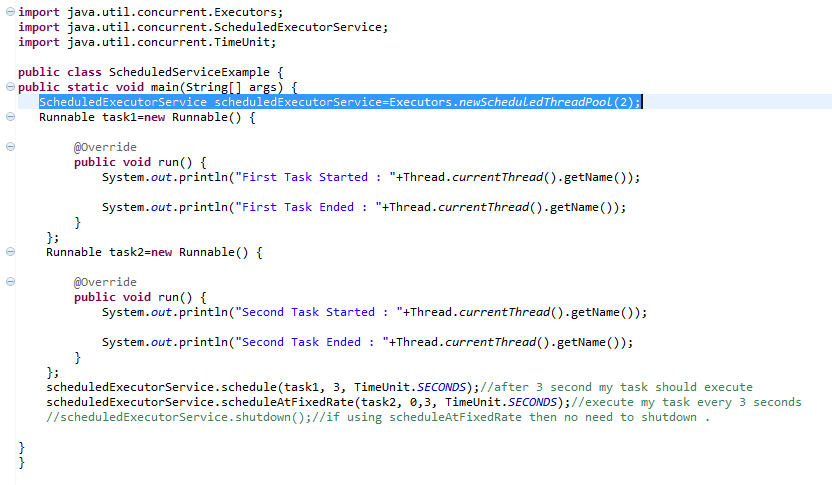 import java.util.concurrent.Executors;
import java.util.concurrent.ScheduledExecutorService;
import java.util.concurrent.TimeUnit;
public class ScheduledServiceExample {
public static void main(String[] args) {
ScheduledExecutorService scheduledExecutorService=Executors.newScheduledThreadPool(2);
Runnable task1=new Runnable() {
@Override
public void run() {
System.out.println("First Task Started : "+Thread.currentThread().getName());
System.out.println("First Task Ended : "+Thread.currentThread().getName());
}
};
Runnable task2=new Runnable() {
@Override
public void run() {
System.out.println("Second Task Started : "+Thread.currentThread().getName());
System.out.println("Second Task Ended : "+Thread.currentThread().getName());
}
};
scheduledExecutorService.schedule(task1, 3, TimeUnit.SECONDS);//after 3 second my task should execute
scheduledExecutorService.scheduleAtFixedRate(task2, 0,3, TimeUnit.SECONDS);//execute my task every 3 seconds
//scheduledExecutorService.shutdown();//if using scheduleAtFixedRate then no need to shutdown .
}
}